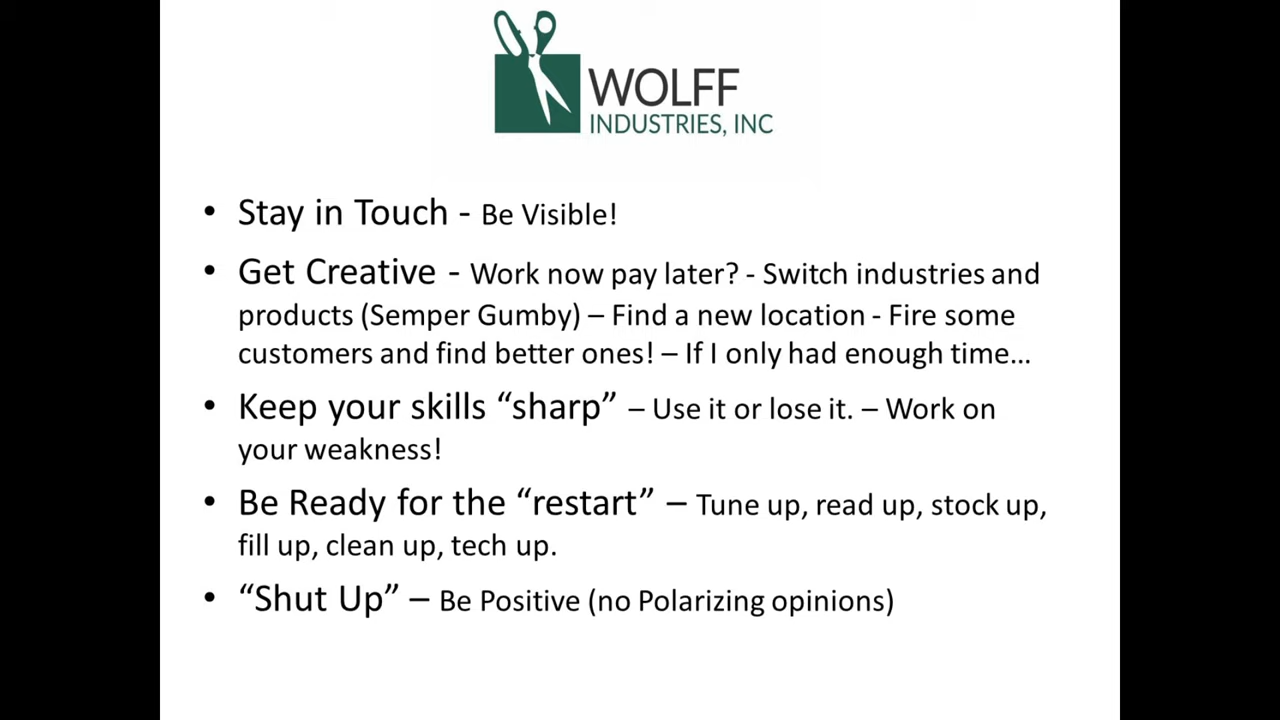 WOLFF
INDUSTRIES, INC
• Stay in Touch - Be Visible!
• Get Creative - Work now pay later? - Switch industries and
products (Semper Gumby) – Find a new location - Fire some
customers and find better ones! – If I only had enough time…
• Keep your skills “sharp” – Use it or lose it. – Work on
your weakness!
• Be Ready for the “restart” – Tune up, read up, stock up,
fill up, clean up, tech up.
• “Shut Up” – Be Positive (no Polarizing opinions)